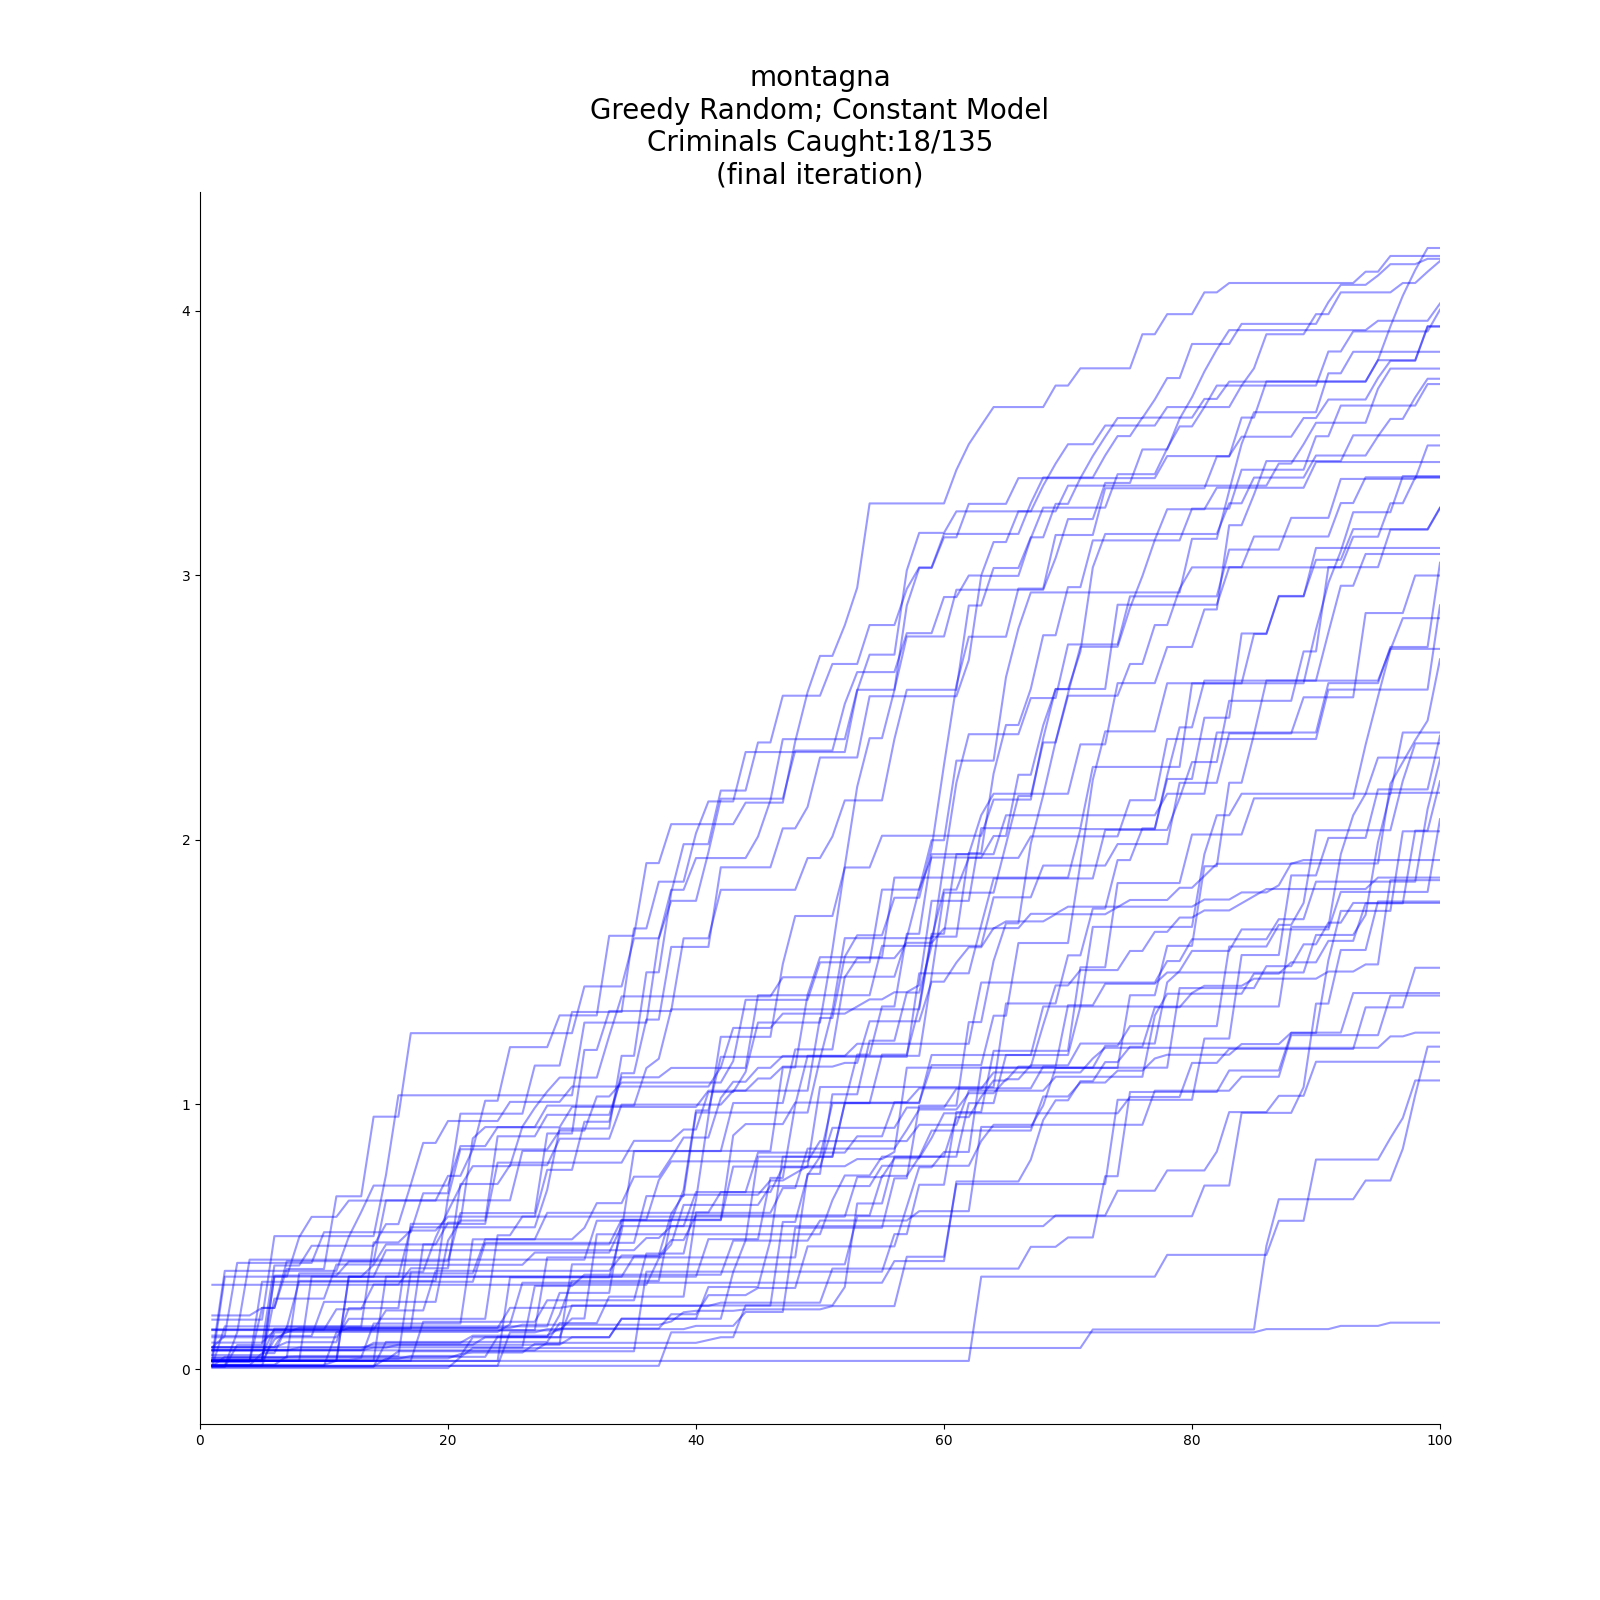 montagna
Greedy Random; Constant Model
Criminals Caught:18/135
(final iteration)
4
3
2
1
0
0 20 40 60 80 100